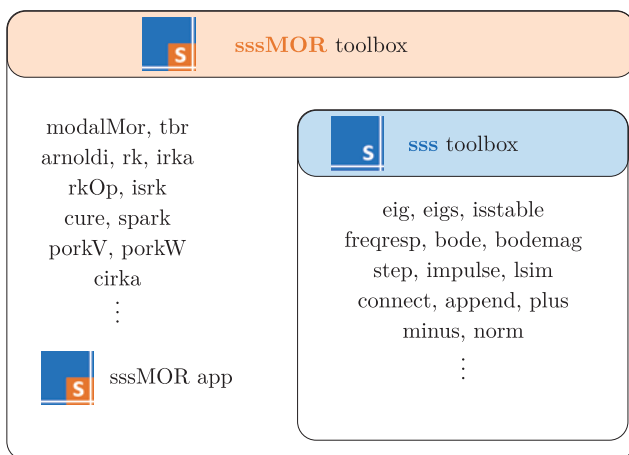 S
sssMOR toolbox
modalMor, tbr
arnoldi, rk, irka
rkOp, isrk
cure, spark
porkV, porkW
cirka
⋮
S
sssMOR app
S
sss toolbox
eig, eigs, isstable
freqresp, bode, bodemag
step, impulse, lsim
connect, append, plus
minus, norm
⋮